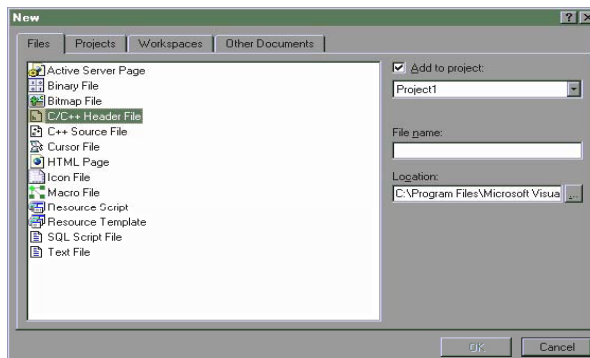 New
Files Projects Workspaces Other Documents
Active Server Page
Binary File
Bitmap File
C/C++ Header File
C++ Source File
Cursor File
HTML Page
Icon File
Macro File
Resource Script
Resource Template
SQL Script File
Text File
Add to project:
Project1
File name:
Location:
C:\Program Files\Microsoft Visua
...
OK Cancel